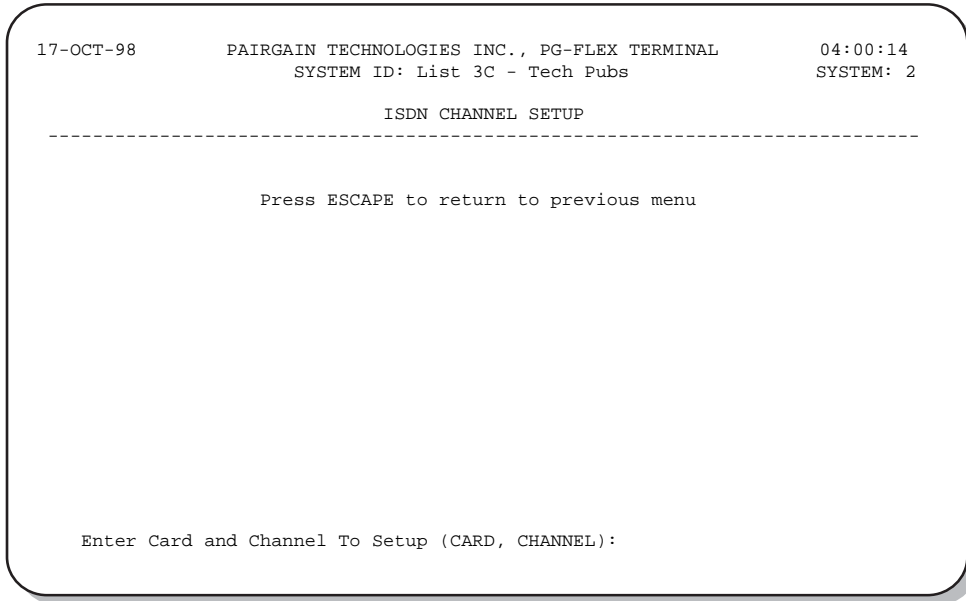 17-OCT-98 PAIRGAIN TECHNOLOGIES INC., PG-FLEX TERMINAL 04:00:14
SYSTEM ID: List 3C - Tech Pubs SYSTEM: 2
ISDN CHANNEL SETUP
------------------------------------------------------------------------------
Press ESCAPE to return to previous menu
Enter Card and Channel To Setup (CARD, CHANNEL):